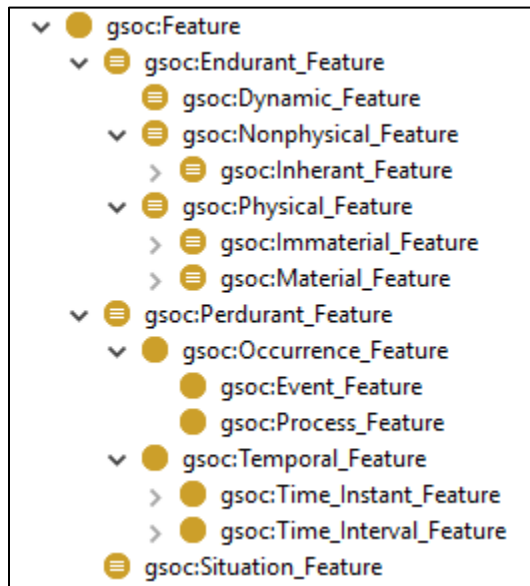 gsoc:Feature
gsoc:Endurant_Feature
gsoc:Dynamic_Feature
gsoc:Nonphysical_Feature
gsoc:Inherant_Feature
gsoc:Physical_Feature
gsoc:Immaterial_Feature
gsoc:Material_Feature
gsoc:Perdurant_Feature
gsoc:Occurrence_Feature
gsoc:Event_Feature
gsoc:Process_Feature
gsoc:Temporal_Feature
gsoc:Time_Instant_Feature
gsoc:Time_Interval_Feature
gsoc:Situation_Feature